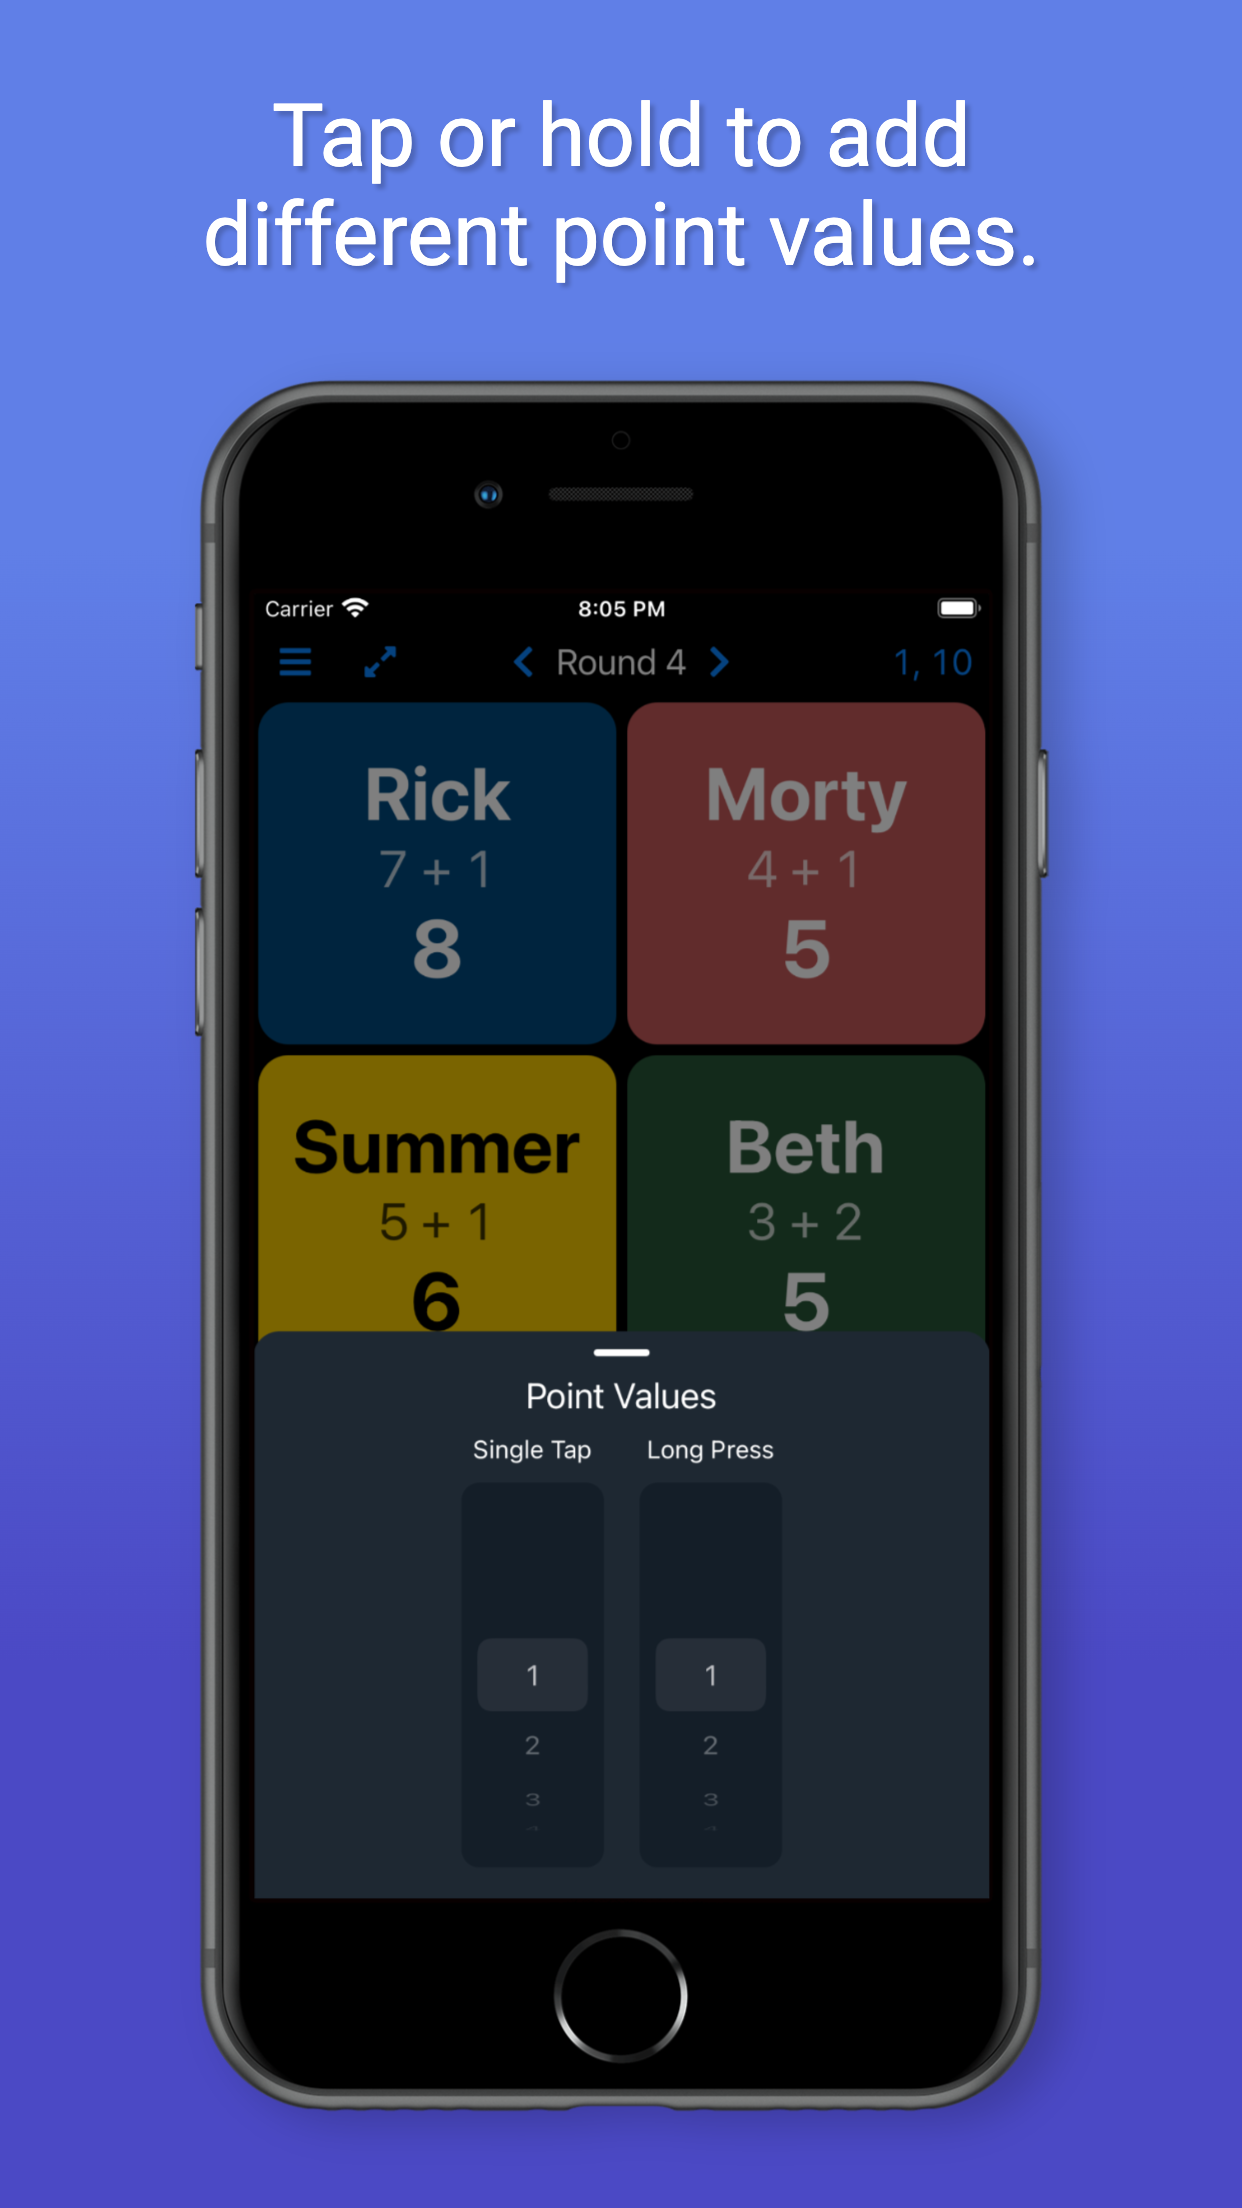 Tap or hold to add
different point values.
Carrier 8:05 PM
Round 4 1, 10
Rick Morty
7 + 1 4 + 1
8 5
Summer Beth
5 + 1 3 + 2
6 5
Point Values
Single Tap Long Press
1 1
2 2
3 3
4 4